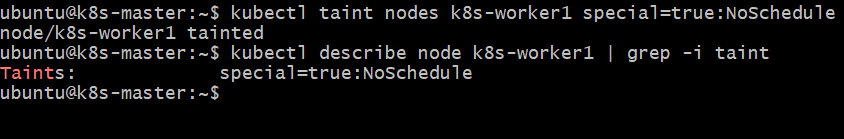 ubuntu@k8s-master:~$ kubectl taint nodes k8s-worker1 special=true:NoSchedule
node/k8s-worker1 tainted
ubuntu@k8s-master:~$ kubectl describe node k8s-worker1 | grep -i taint
Taints:             special=true:NoSchedule
ubuntu@k8s-master:~$